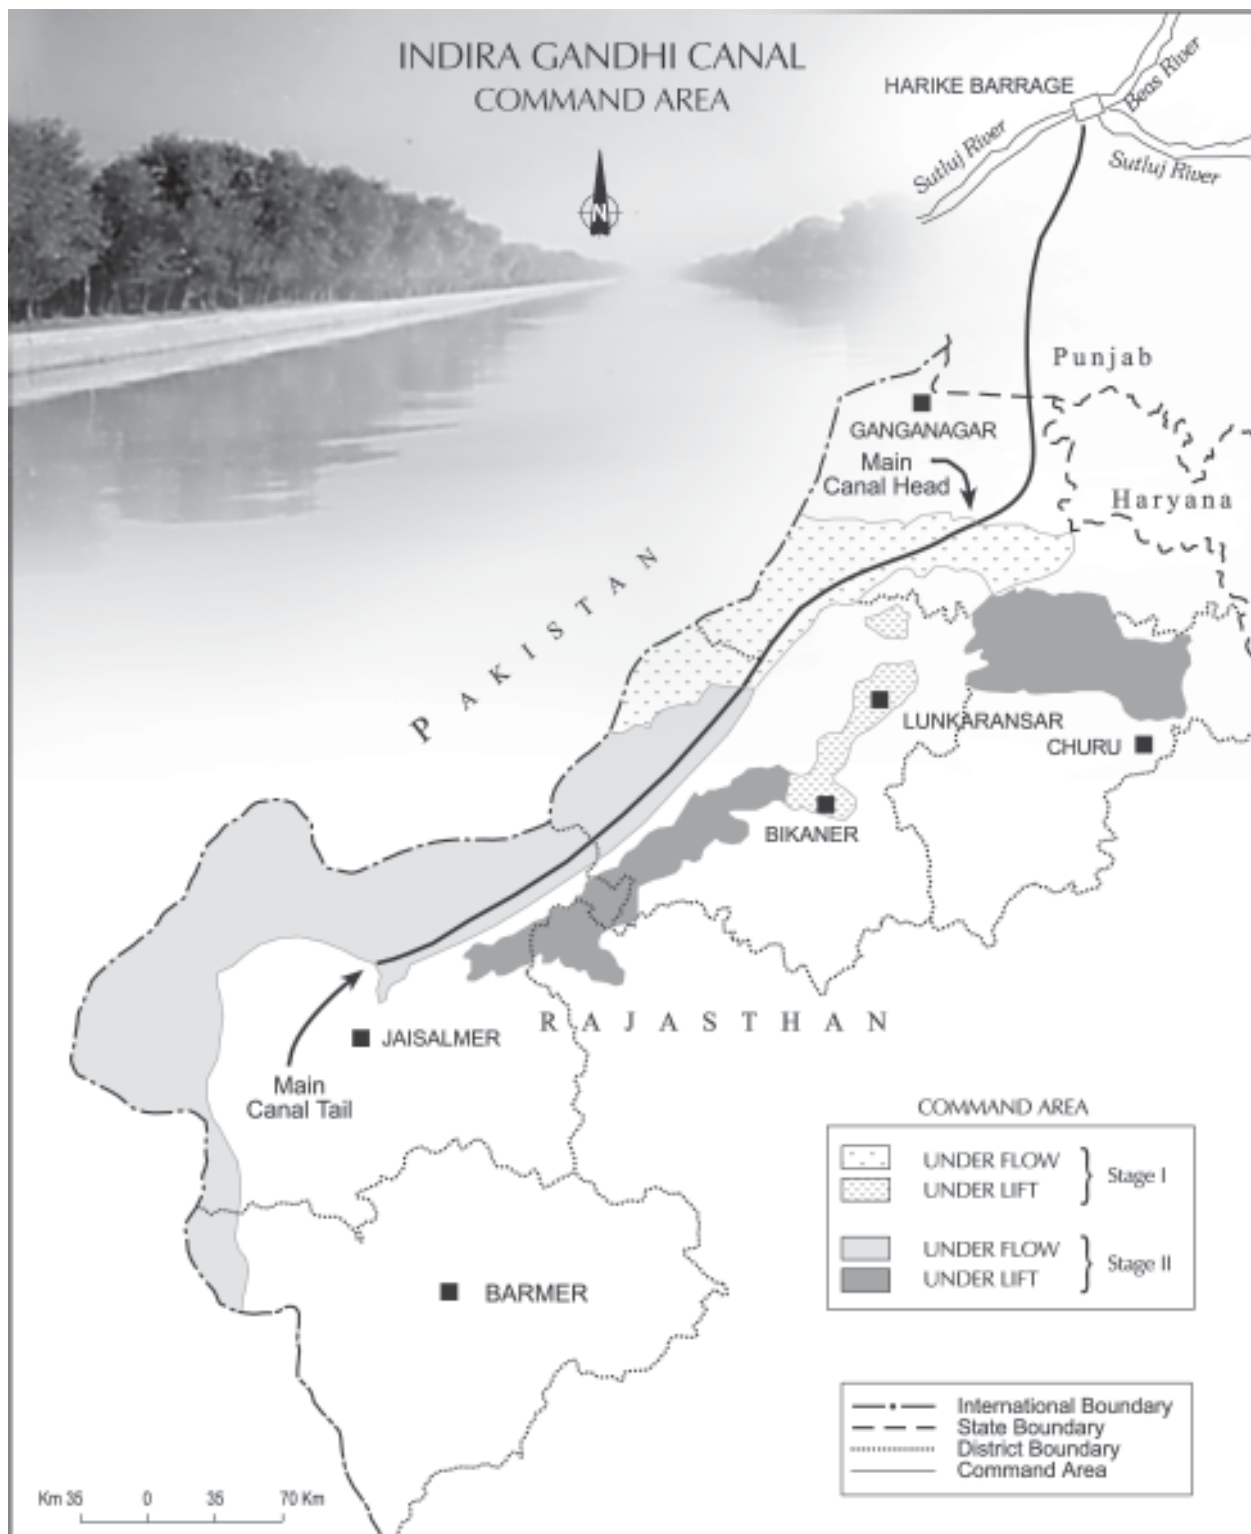 INDIRA GANDHI CANAL
COMMAND AREA
HARIKE BARRAGE
Beas River
Sutluj River
Sutluj River
N
Punjab
GANGANAGAR
Main
Canal Head
Haryana
PAKISTAN
LUNKARANSAR
CHURU
BIKANER
RAJASTHAN
JAISALMER
Main
Canal Tail
COMMAND AREA
UNDER FLOW
UNDER LIFT
Stage I
UNDER FLOW
UNDER LIFT
Stage II
BARMER
International Boundary
State Boundary
District Boundary
Command Area
Km 35 0 35 70 Km